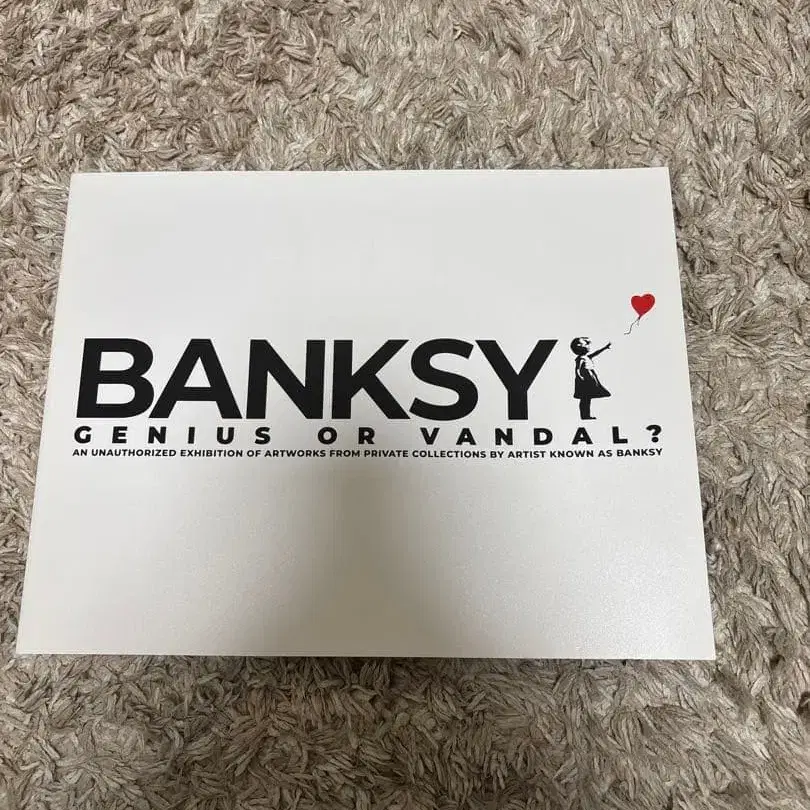 BANKSY
GENIUS OR VANDAL?
AN UNAUTHORIZED EXHIBITION OF ARTWORKS FROM PRIVATE COLLECTIONS BY ARTIST KNOWN AS BANKSY